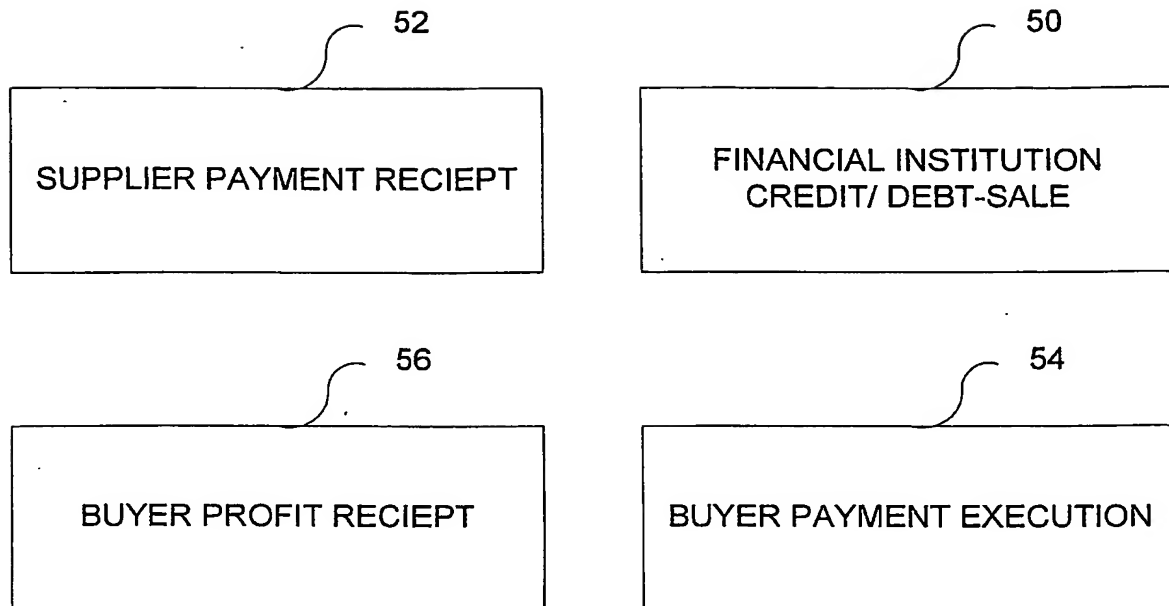 52
50
SUPPLIER PAYMENT RECIEPT
FINANCIAL INSTITUTION
CREDIT/ DEBT-SALE
56
54
BUYER PROFIT RECIEPT
BUYER PAYMENT EXECUTION